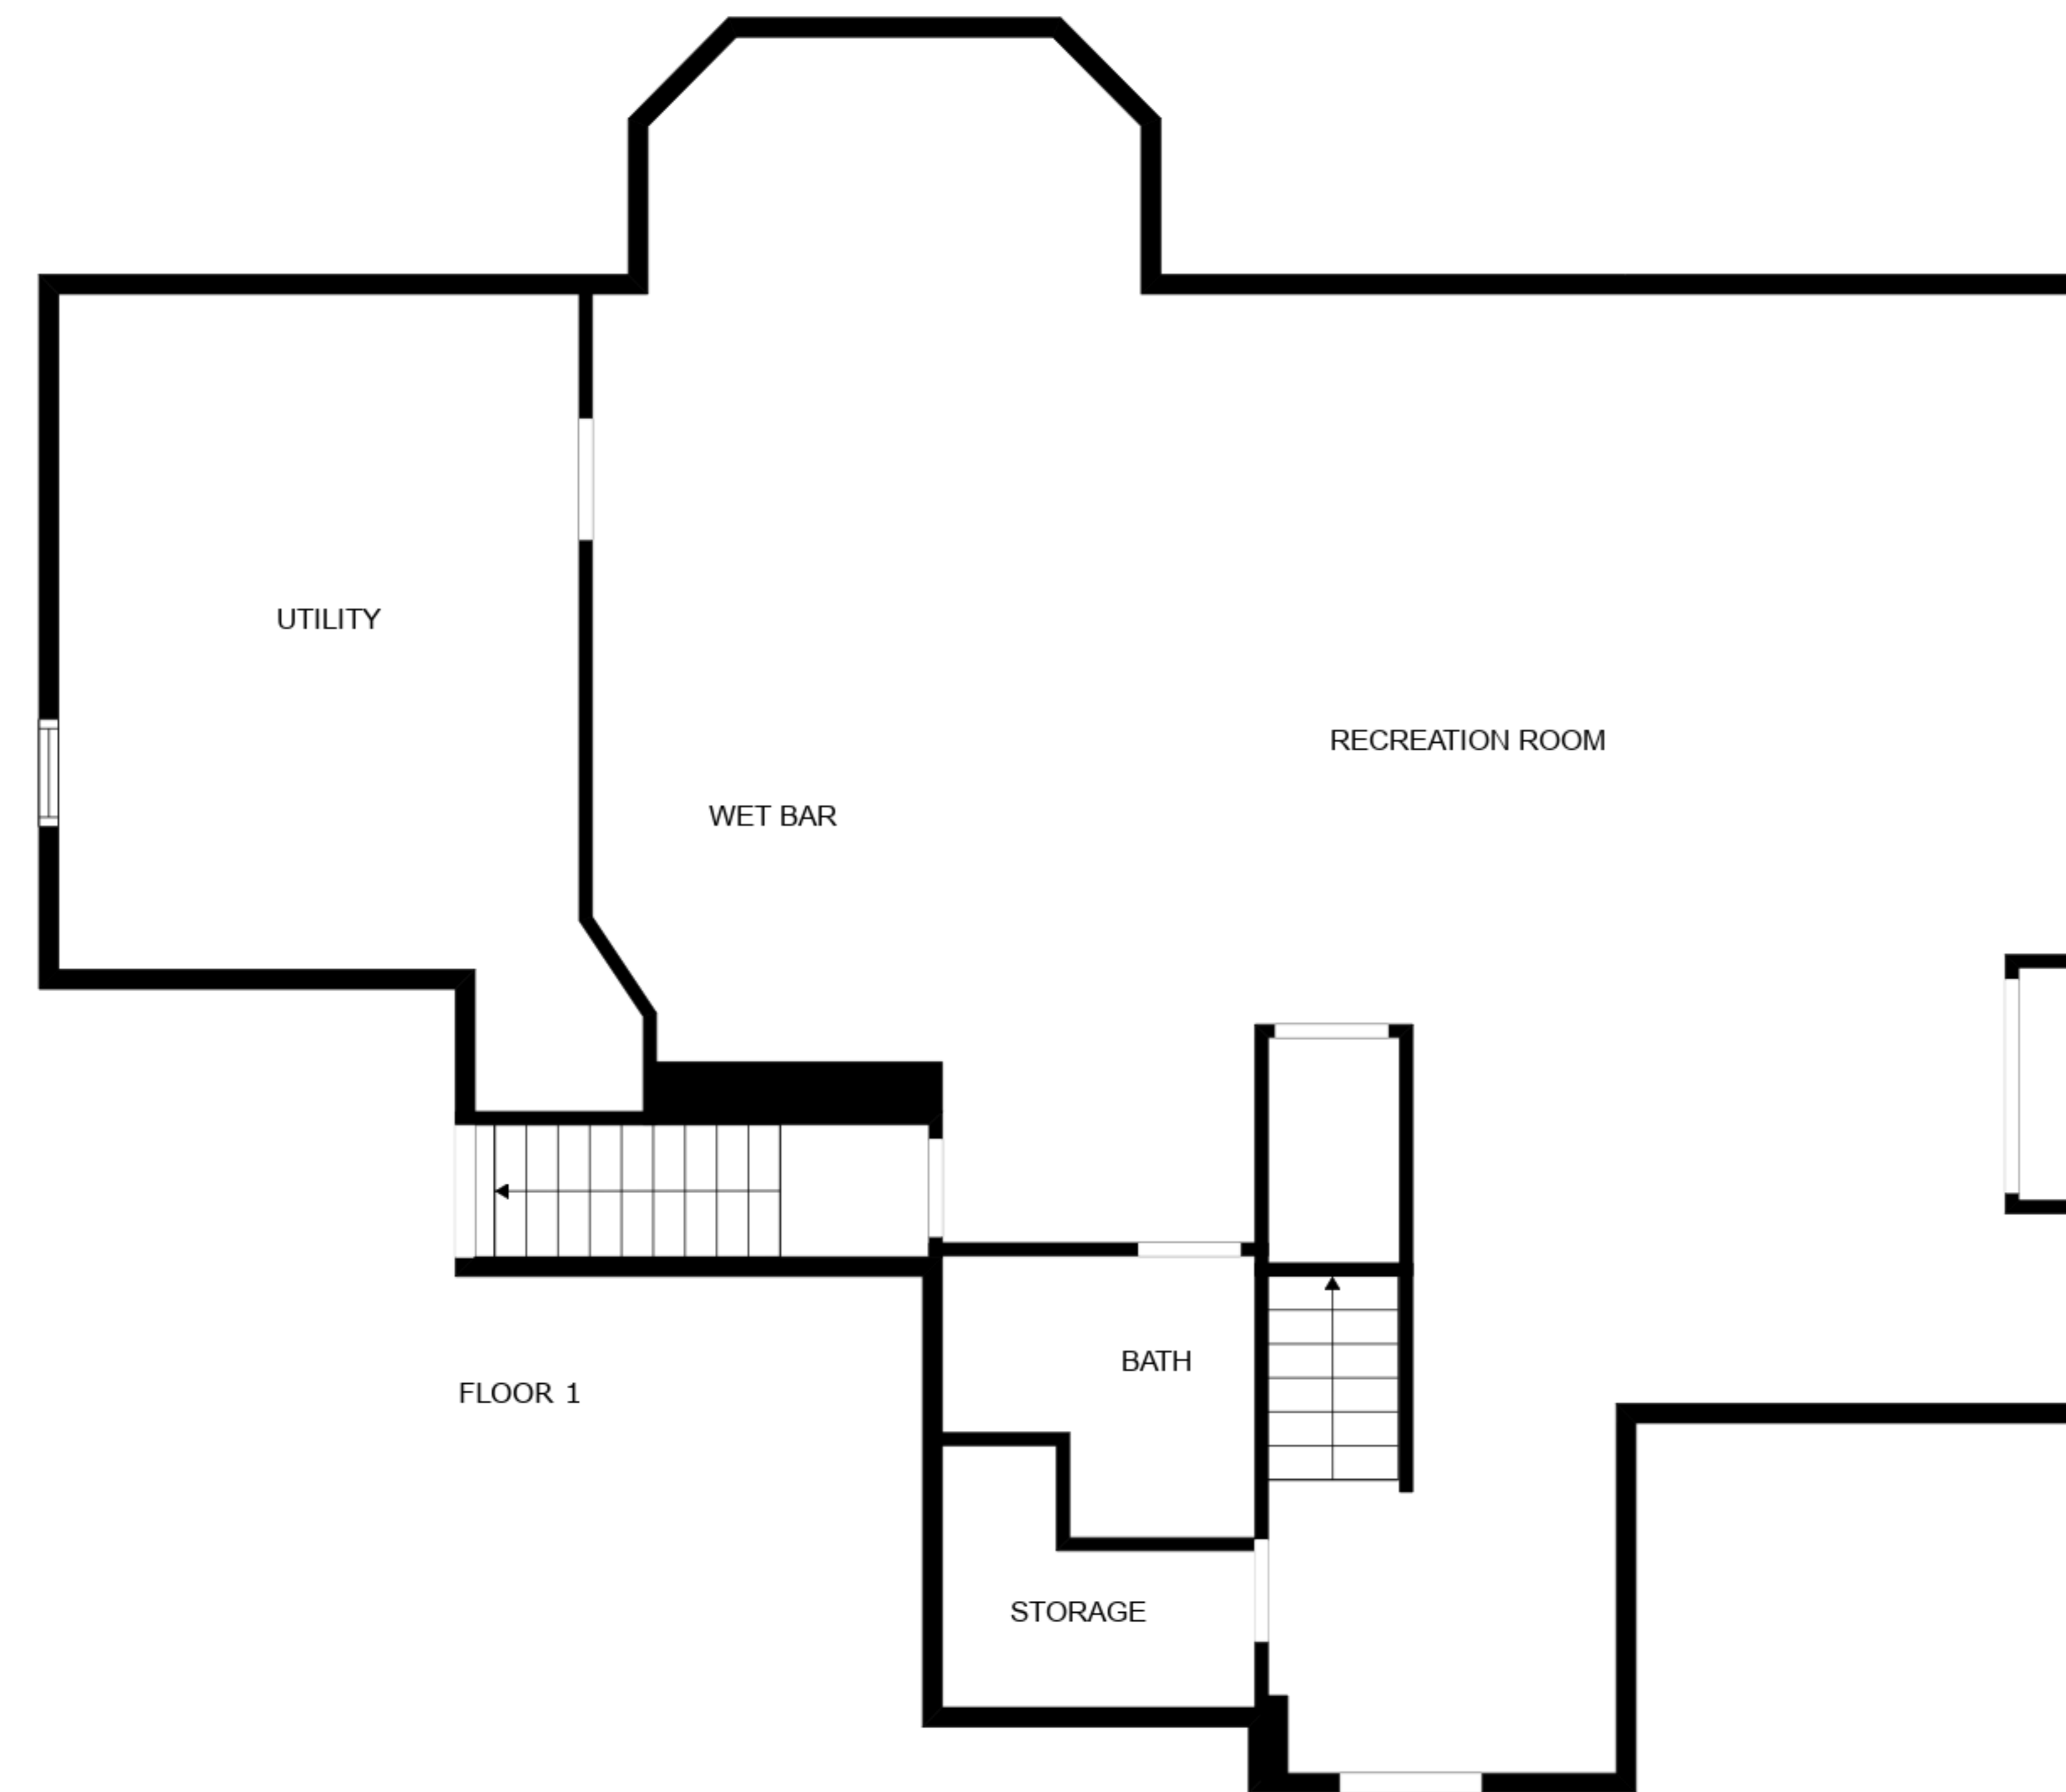 UTILITY
RECREATION ROOM
WET BAR
BATH
FLOOR 1
STORAGE